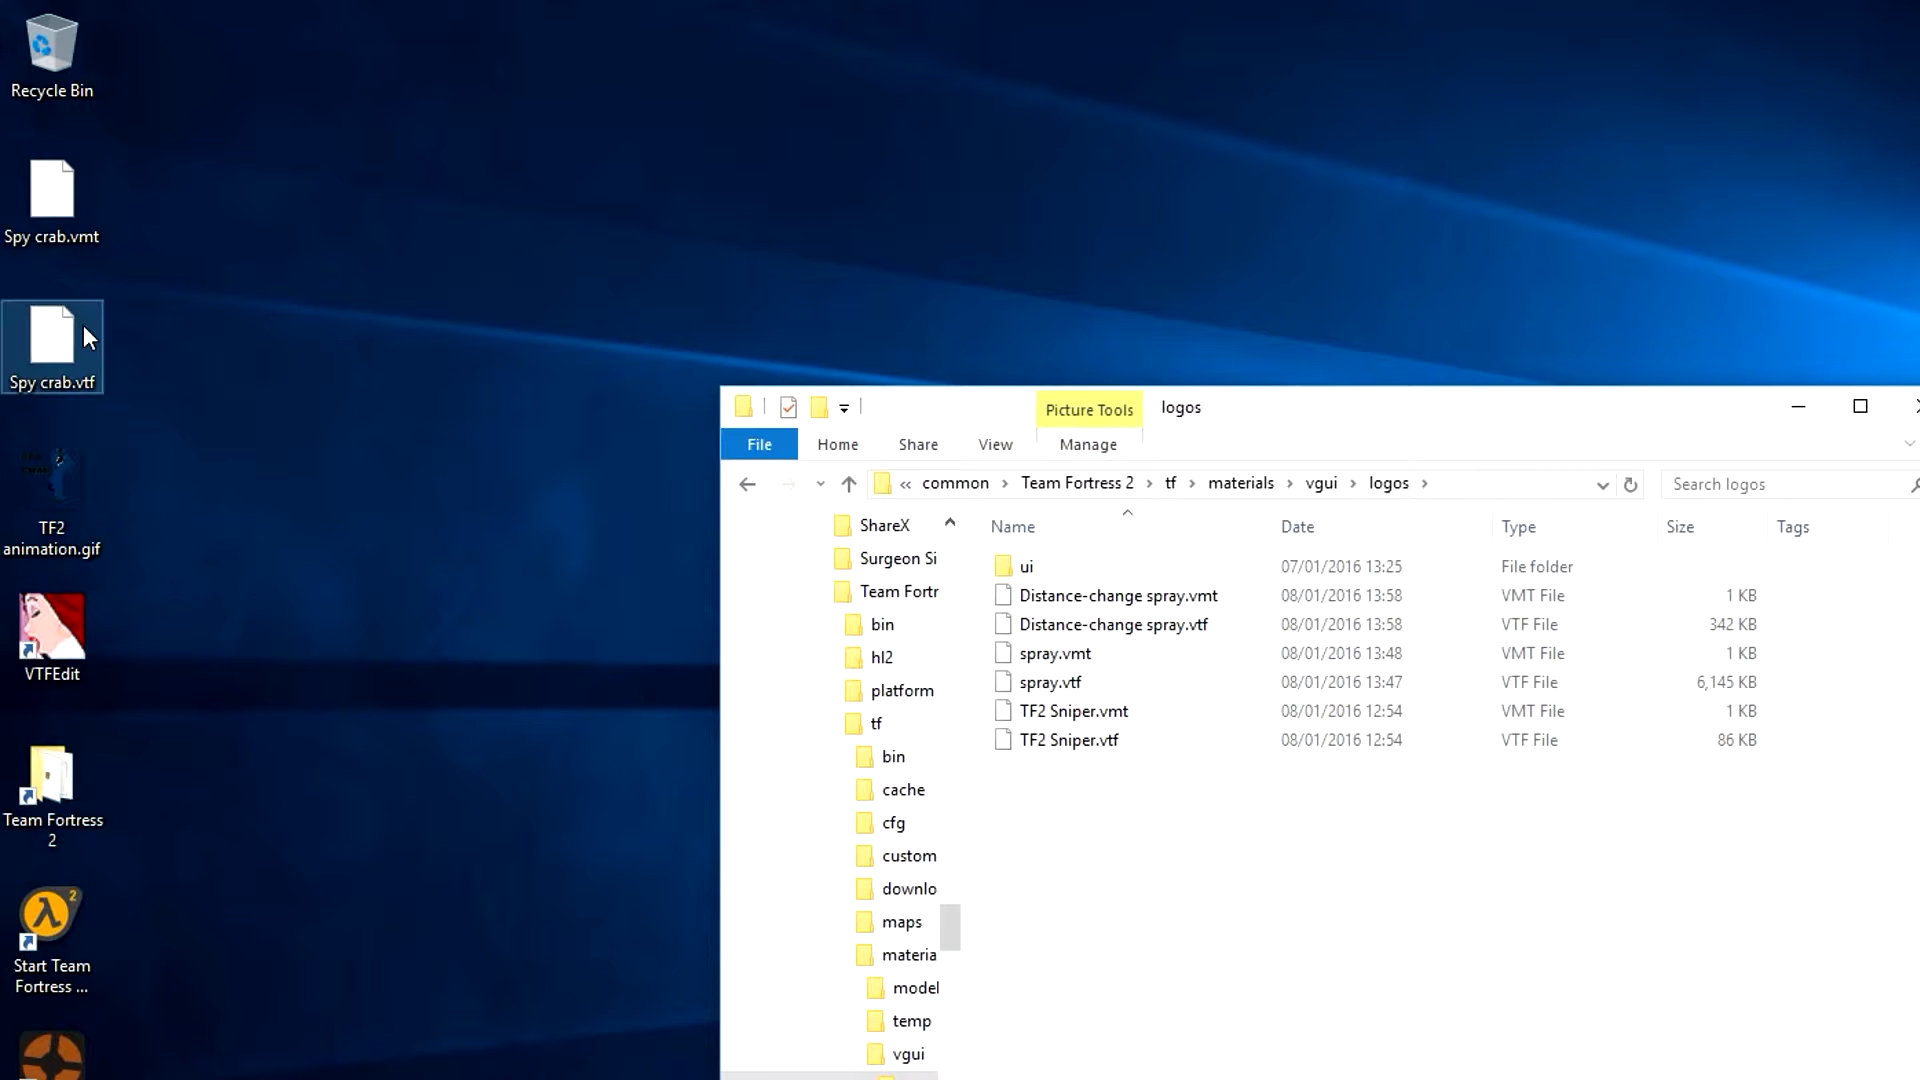 Recycle Bin
Spy crab.vmt
Spy crab.vtf
TF2
animation.gif
VTFEdit
Team Fortress
2
2
Start Team
Fortress ...
Picture Tools
logos
File
Home
Share
View
Manage
« common > Team Fortress 2 > tf > materials > vgui > logos >
Search logos
ShareX
Surgeon Si
Team Fortr
bin
hl2
platform
tf
bin
cache
cfg
custom
downlo
maps
materia
model
temp
vgui
Name Date Type Size Tags
ui 07/01/2016 13:25 File folder
Distance-change spray.vmt 08/01/2016 13:58 VMT File 1 KB
Distance-change spray.vtf 08/01/2016 13:58 VTF File 342 KB
spray.vmt 08/01/2016 13:48 VMT File 1 KB
spray.vtf 08/01/2016 13:47 VTF File 6,145 KB
TF2 Sniper.vmt 08/01/2016 12:54 VMT File 1 KB
TF2 Sniper.vtf 08/01/2016 12:54 VTF File 86 KB